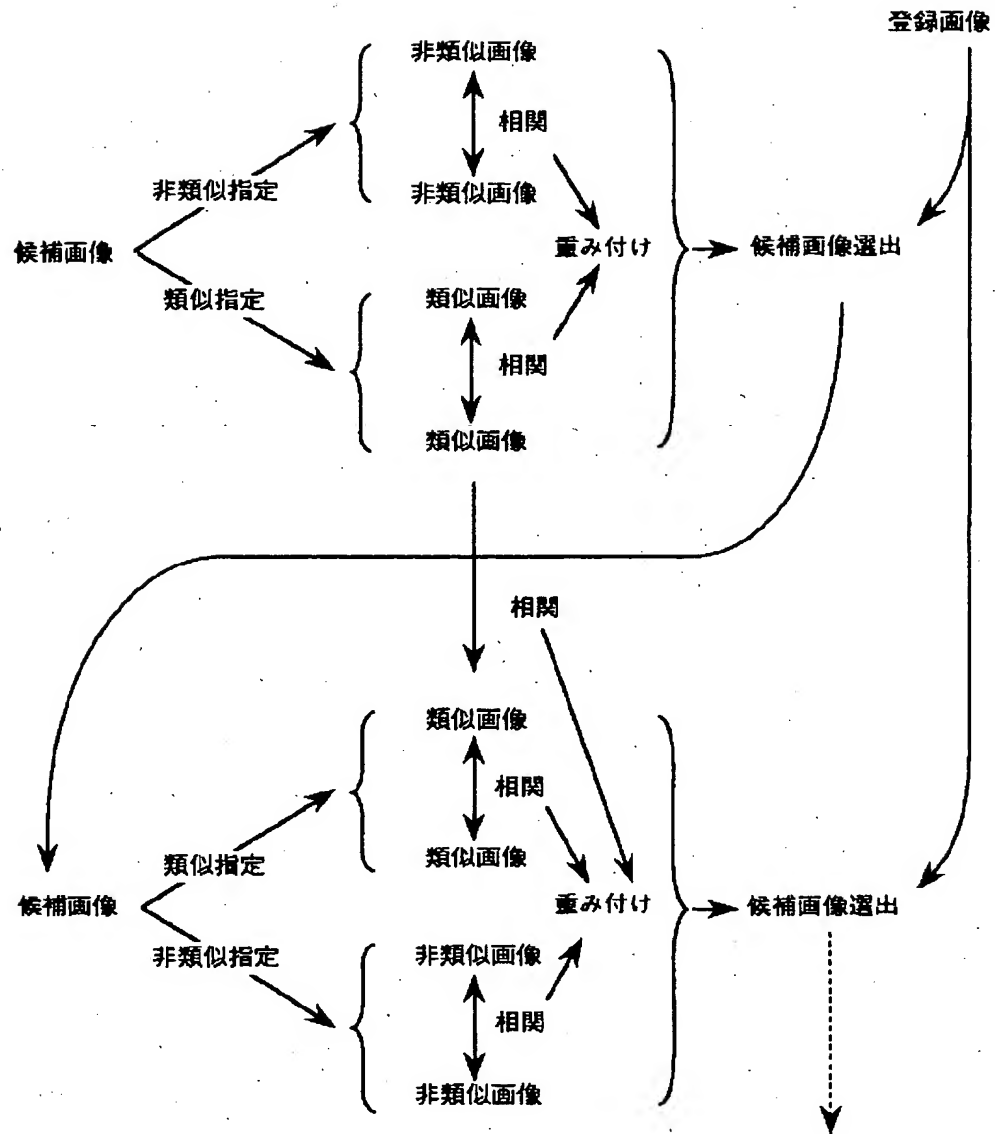 登録画像
非類似画像
相関
非類似画像
非類似指定
候補画像
重み付け
候補画像選出
類似指定
類似画像
相関
類似画像
相関
類似画像
相関
類似画像
類似指定
候補画像
重み付け
候補画像選出
非類似指定
非類似画像
相関
非類似画像